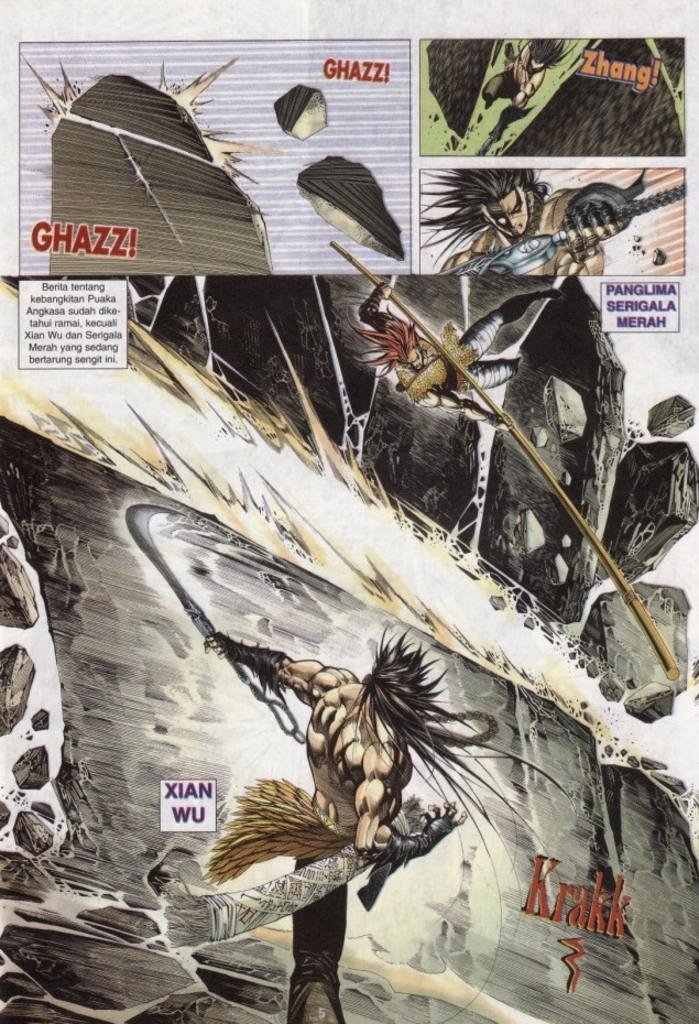 GHAZZ!
GHAZZ!
Zhang!
Berita tentang
kebangkitan Puaka
Angkasa sudah dike-
tahui ramai, kecuali
Xian Wu dan Serigala
Merah yang sedang
bertarung sengit ini.
PANGLIMA
SERIGALA
MERAH
XIAN
WU
Krakk
5